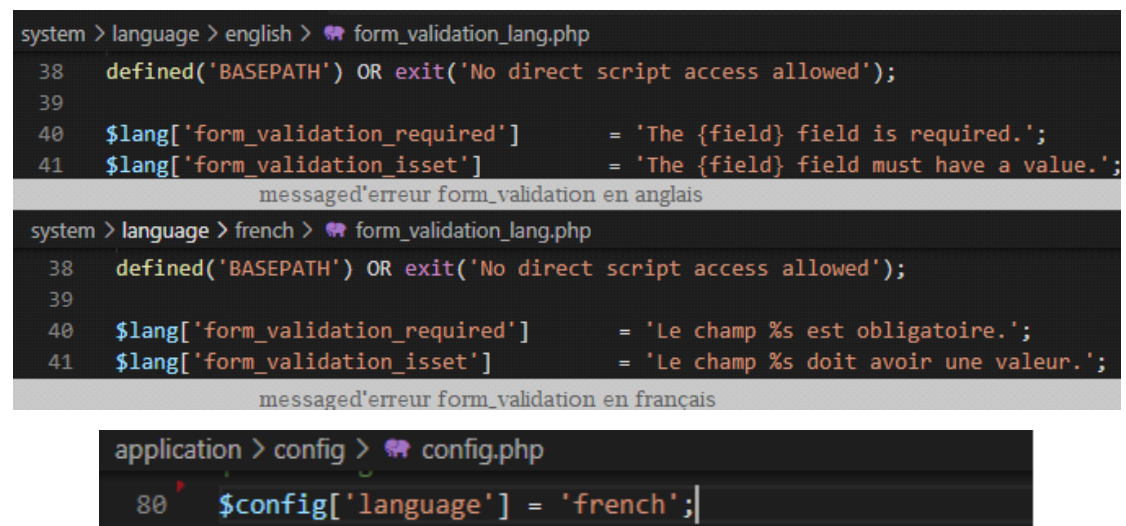 system > language > english > form_validation_lang.php
38 defined('BASEPATH') OR exit('No direct script access allowed');
39
40 $lang['form_validation_required'] = 'The {field} field is required.';
41 $lang['form_validation_isset'] = 'The {field} field must have a value.';
messaged'erreur form_validation en anglais
system > language > french > form_validation_lang.php
38 defined('BASEPATH') OR exit('No direct script access allowed');
39
40 $lang['form_validation_required'] = 'Le champ %s est obligatoire.';
41 $lang['form_validation_isset'] = 'Le champ %s doit avoir une valeur.';
messaged'erreur form_validation en français
application > config > config.php
80 $config['language'] = 'french';